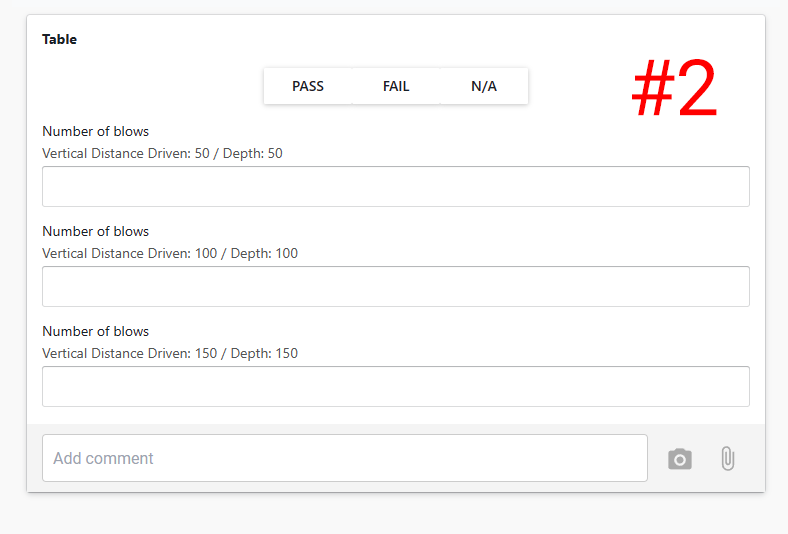 Table
#2
PASS FAIL N/A
Number of blows
Vertical Distance Driven: 50 / Depth: 50
Number of blows
Vertical Distance Driven: 100 / Depth: 100
Number of blows
Vertical Distance Driven: 150 / Depth: 150
Add comment